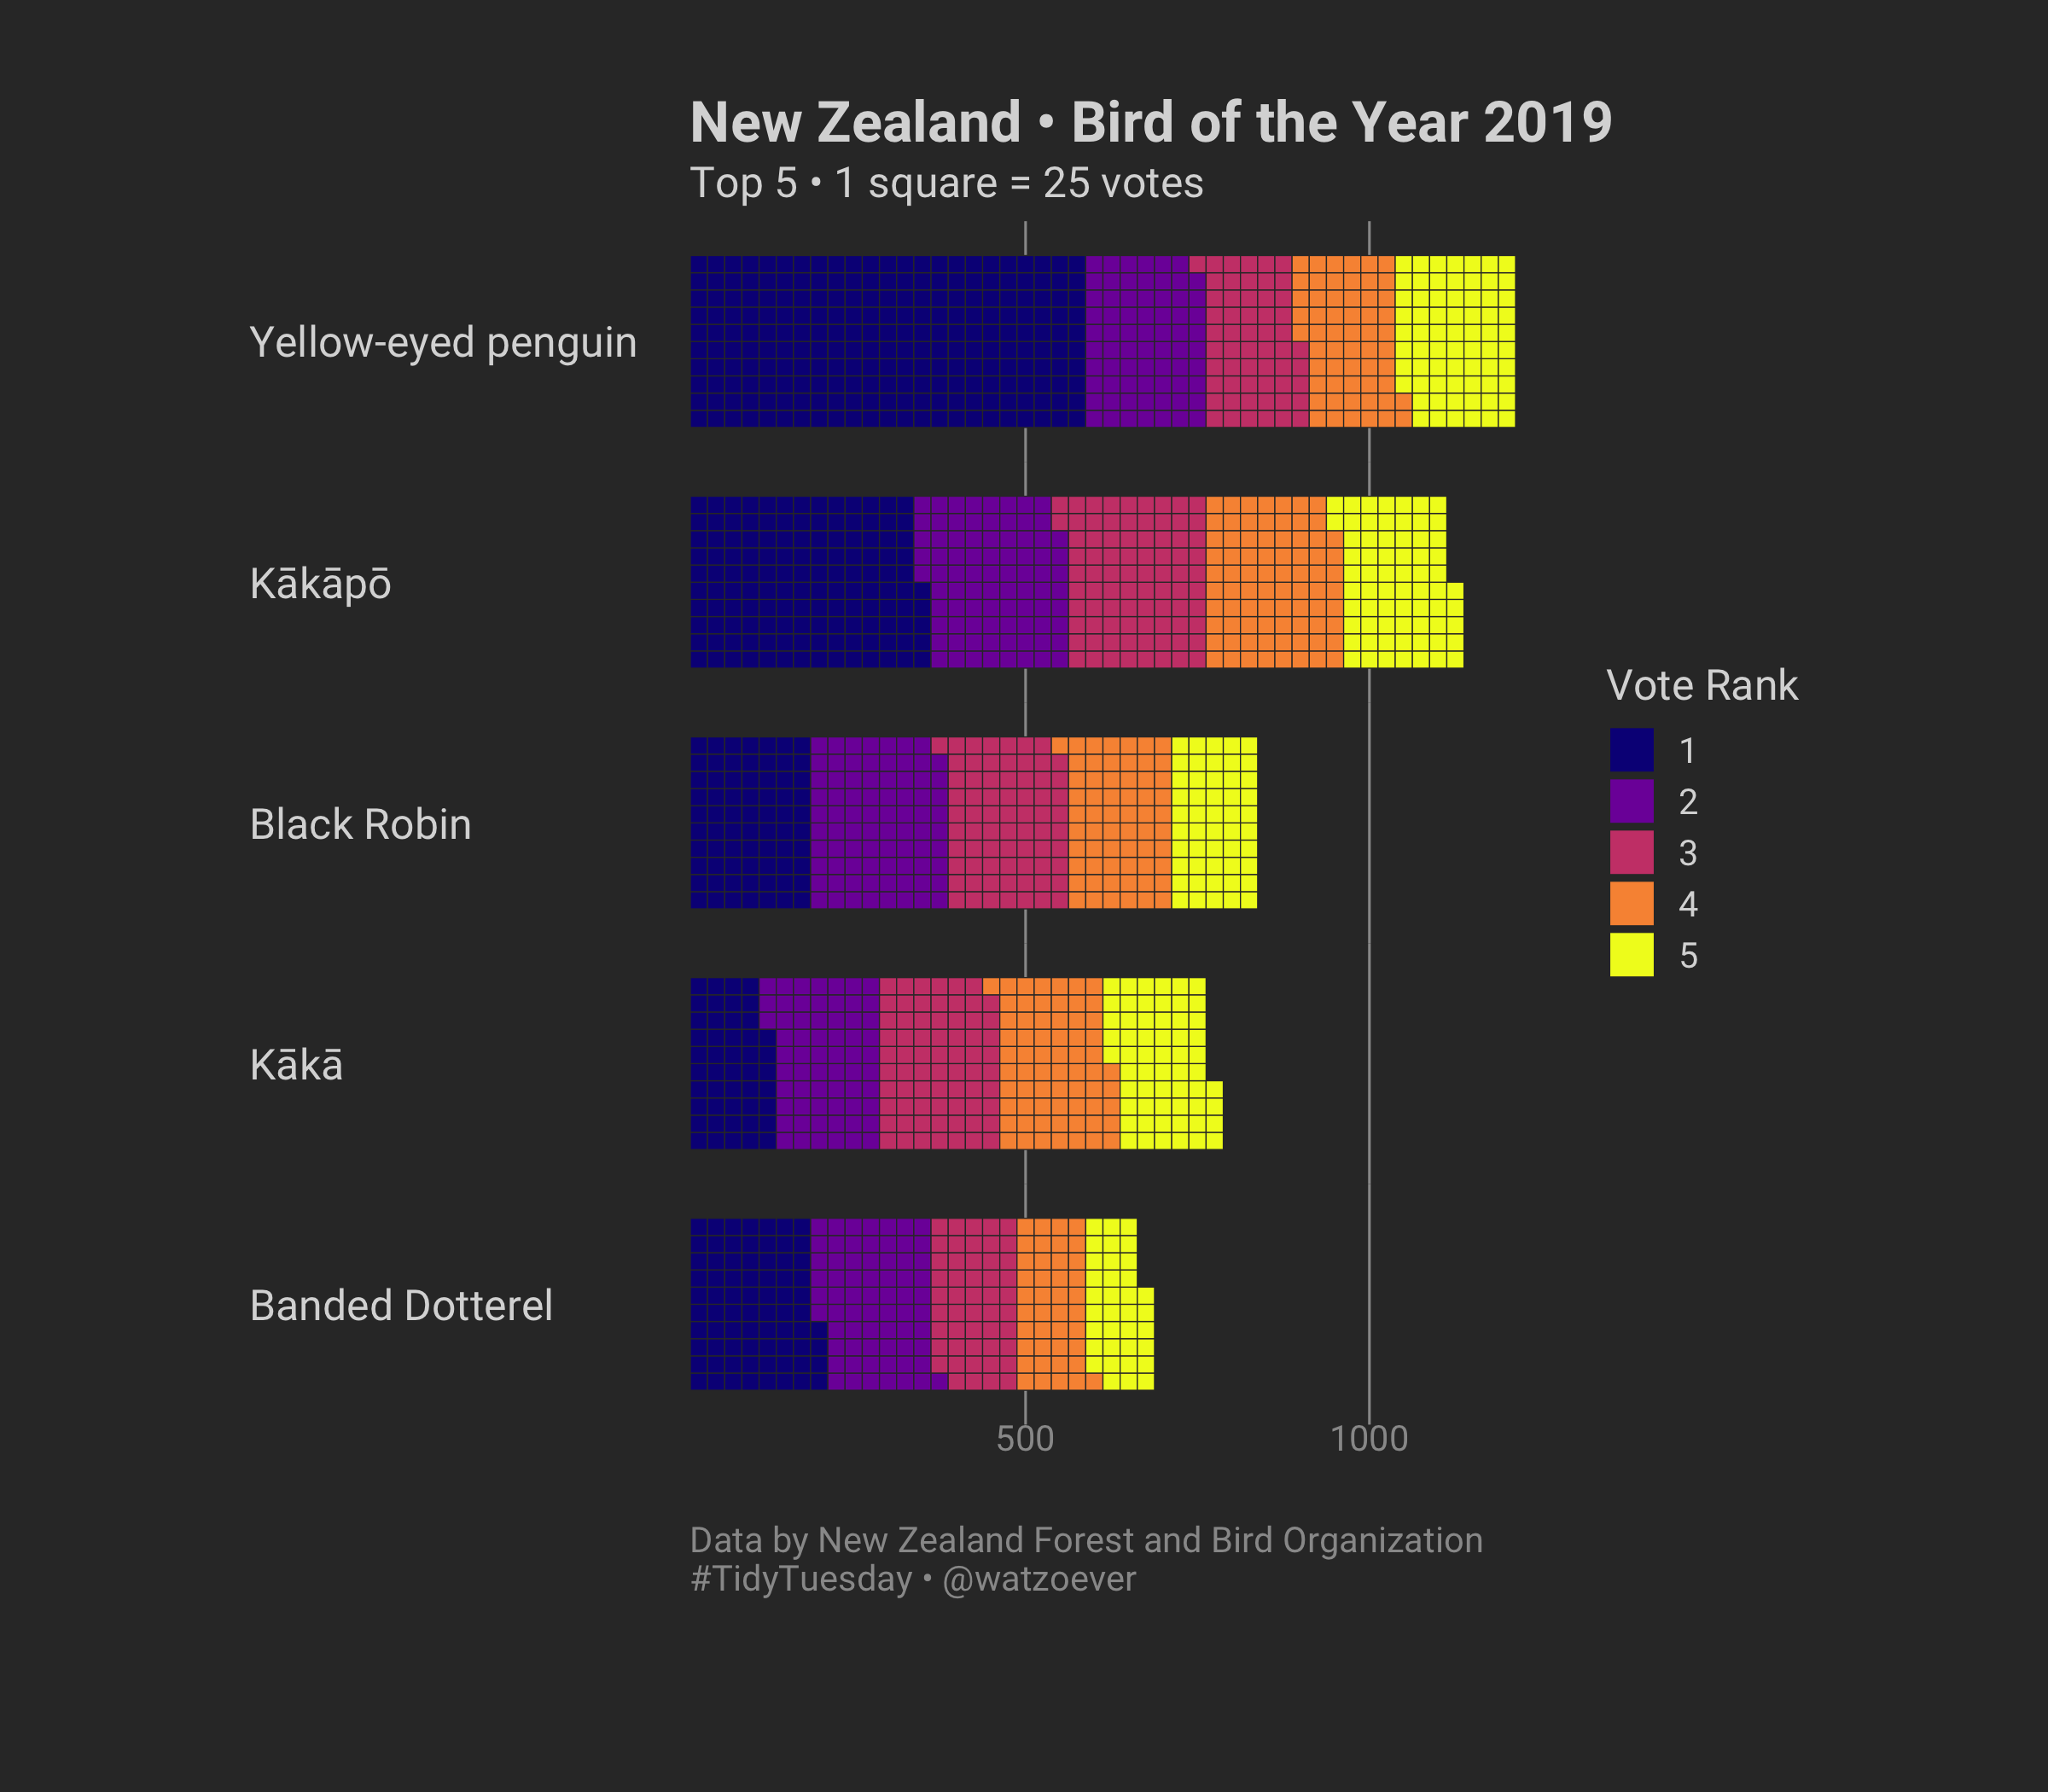 New Zealand • Bird of the Year 2019
Top 5 • 1 square = 25 votes
Yellow-eyed penguin
Kākāpō
Black Robin
Kākā
Banded Dotterel
Vote Rank
1
2
3
4
5
500
1000
Data by New Zealand Forest and Bird Organization
#TidyTuesday • @watzoever